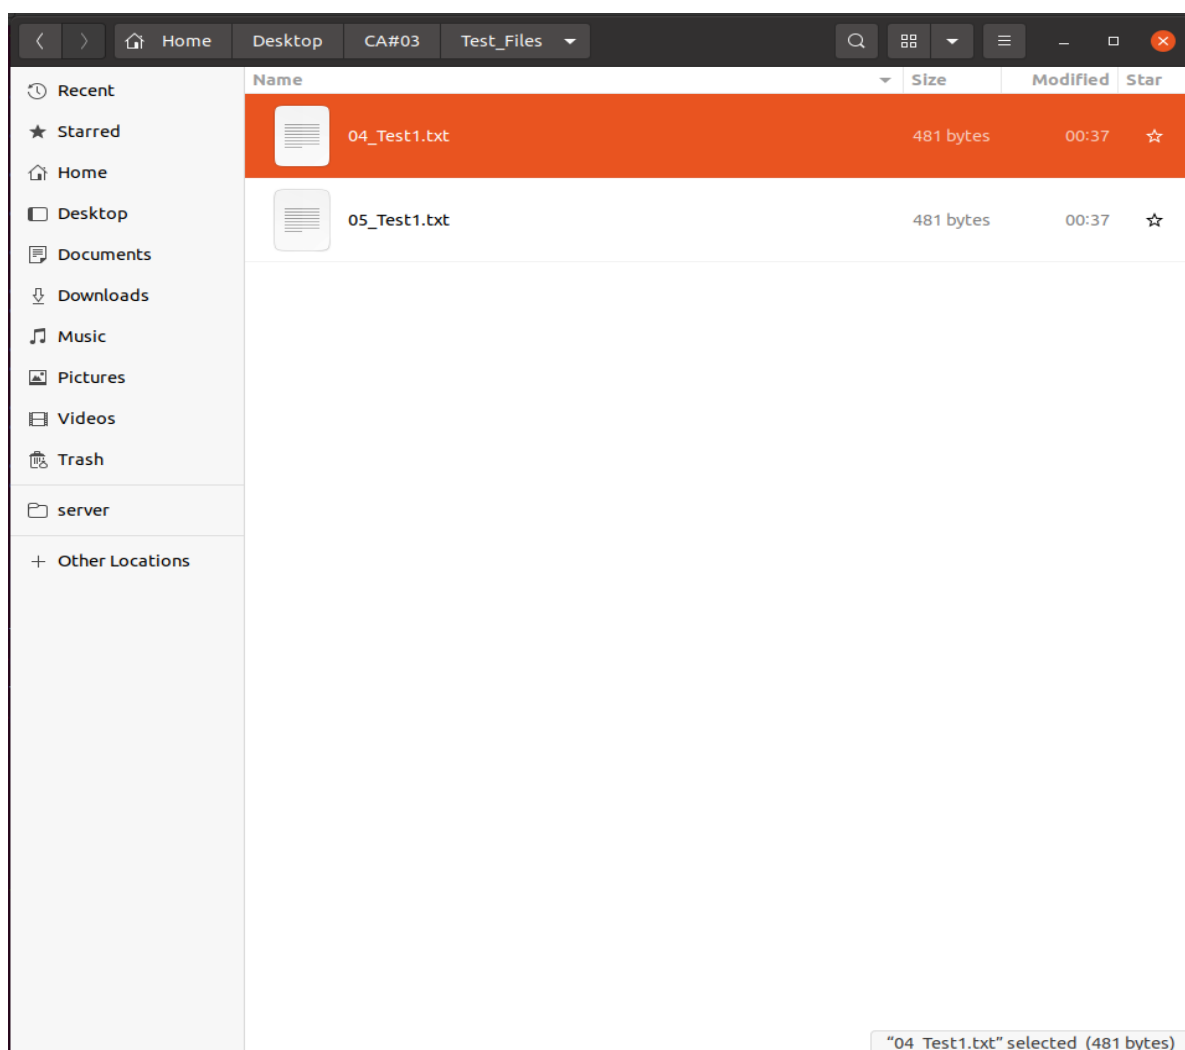 Home Desktop CA#03 Test_Files
Name Size Modified Star
Recent
Starred
Home
Desktop
Documents
Downloads
Music
Pictures
Videos
Trash
server
Other Locations
04_Test1.txt 481 bytes 00:37
05_Test1.txt 481 bytes 00:37
“04_Test1.txt” selected (481 bytes)